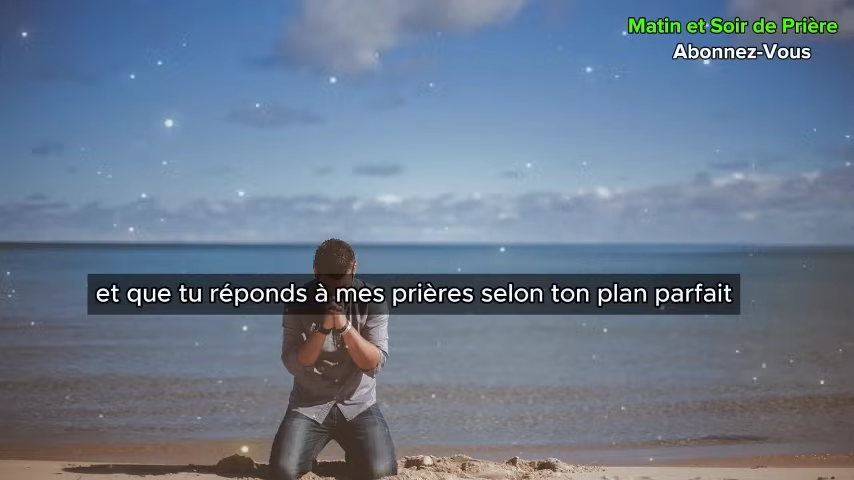 Matin et Soir de Prière
Abonnez-Vous
et que tu réponds à mes prières selon ton plan parfait